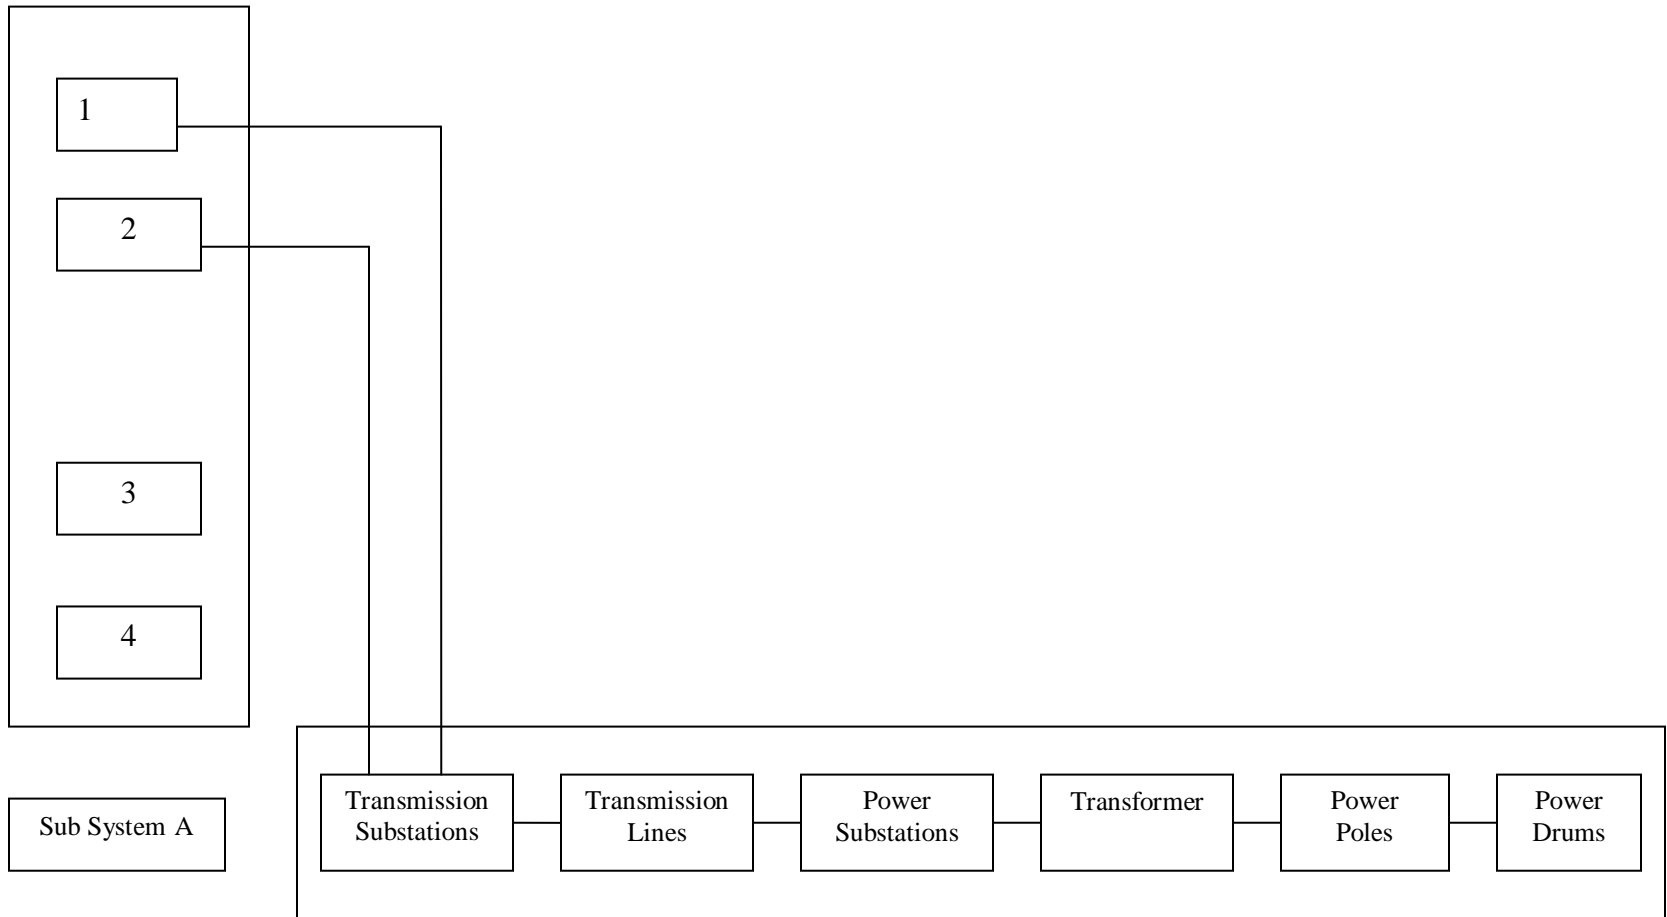 1
2
3
4
Sub System A
Transmission
Substations
Transmission
Lines
Power
Substations
Transformer
Power
Poles
Power
Drums